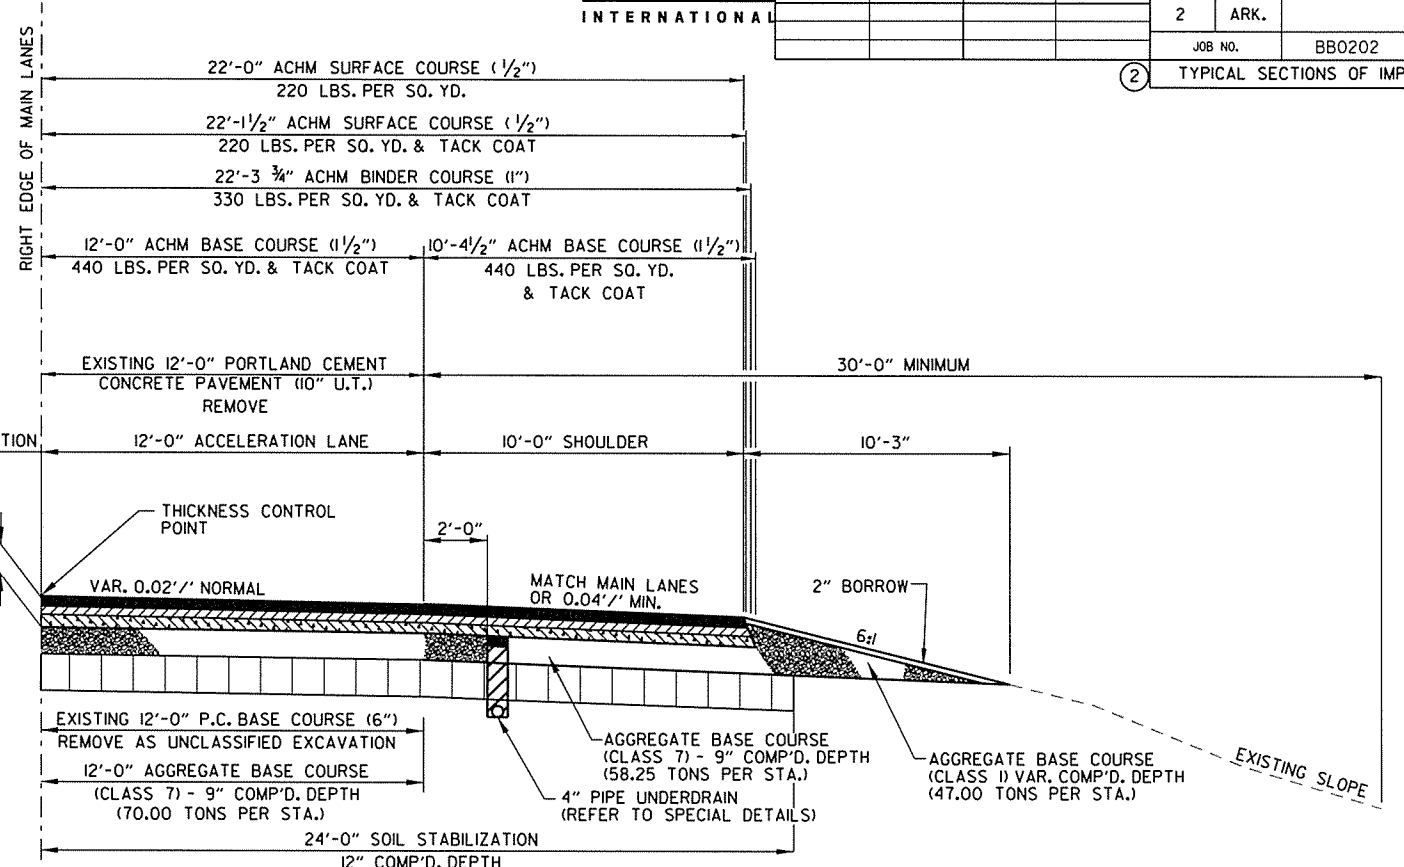 INTERNATIONAL
2 ARK.
JOB NO. BB0202
2 TYPICAL SECTIONS OF IMP
RIGHT EDGE OF MAIN LANES
22'-0" ACHM SURFACE COURSE (1/2")
220 LBS. PER SQ. YD.
22'-1 1/2" ACHM SURFACE COURSE (1/2")
220 LBS. PER SQ. YD. & TACK COAT
22'-3 3/4" ACHM BINDER COURSE (1")
330 LBS. PER SQ. YD. & TACK COAT
12'-0" ACHM BASE COURSE (1 1/2")
440 LBS. PER SQ. YD. & TACK COAT
10'-4 1/2" ACHM BASE COURSE (1 1/2")
440 LBS. PER SQ. YD.
& TACK COAT
EXISTING 12'-0" PORTLAND CEMENT
CONCRETE PAVEMENT (10" U.T.)
REMOVE
30'-0" MINIMUM
TION
12'-0" ACCELERATION LANE
10'-0" SHOULDER
10'-3"
THICKNESS CONTROL
POINT
2'-0"
VAR. 0.02'/' NORMAL
MATCH MAIN LANES
OR 0.04'/' MIN.
2" BORROW
6:1
EXISTING 12'-0" P.C. BASE COURSE (6")
REMOVE AS UNCLASSIFIED EXCAVATION
12'-0" AGGREGATE BASE COURSE
(CLASS 7) - 9" COMP'D. DEPTH
(70.00 TONS PER STA.)
AGGREGATE BASE COURSE
(CLASS 7) - 9" COMP'D. DEPTH
(58.25 TONS PER STA.)
4" PIPE UNDERDRAIN
(REFER TO SPECIAL DETAILS)
AGGREGATE BASE COURSE
(CLASS 1) VAR. COMP'D. DEPTH
(47.00 TONS PER STA.)
EXISTING SLOPE
24'-0" SOIL STABILIZATION
12" COMP'D. DEPTH